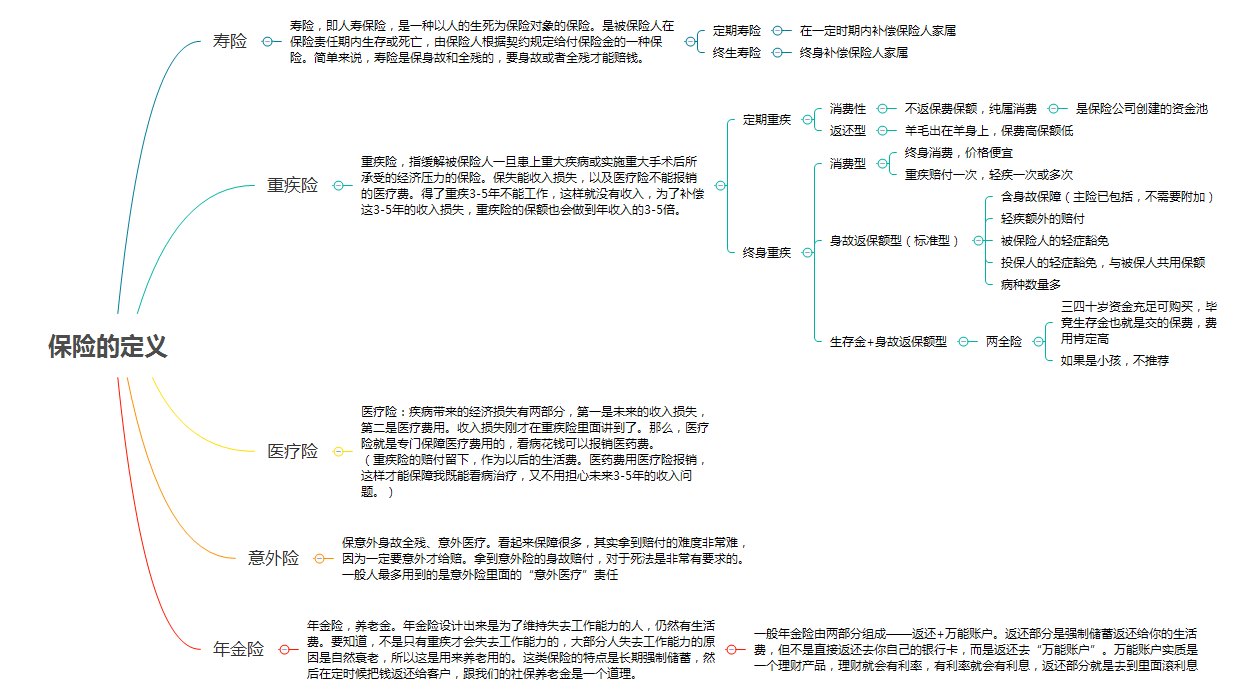 保险的定义
寿险
寿险，即人寿保险，是一种以人的生死为保险对象的保险。是被保险人在
保险责任期内生存或死亡，由保险人根据契约规定给付保险金的一种保
险。简单来说，寿险是保身故和全残的，要身故或者全残才能赔钱。
定期寿险
在一定时期内补偿保险人家属
终生寿险
终身补偿保险人家属
重疾险
重疾险，指缓解被保险人一旦患上重大疾病或实施重大手术后所
承受的经济压力的保险。保失能收入损失，以及医疗险不能报销
的医疗费。得了重疾3-5年不能工作，这样就没有收入，为了补偿
这3-5年的收入损失，重疾险的保额也会做到年收入的3-5倍。
定期重疾
消费性
不返保费保额，纯属消费
是保险公司创建的资金池
返还型
羊毛出在羊身上，保费高保额低
终身重疾
消费型
终身消费，价格便宜
重疾赔付一次，轻疾一次或多次
身故返保额型（标准型）
含身故保障（主险已包括，不需要附加）
轻疾额外的赔付
被保险人的轻症豁免
投保人的轻症豁免，与被保人共用保额
病种数量多
生存金+身故返保额型
两全险
三四十岁资金充足可购买，毕
竟生存金也就是交的保费，费
用肯定高
如果是小孩，不推荐
医疗险
医疗险：疾病带来的经济损失有两部分，第一是未来的收入损失，
第二是医疗费用。收入损失刚才在重疾险里面讲到了。那么，医疗
险就是专门保障医疗费用的，看病花钱可以报销医药费。
（重疾险的赔付留下，作为以后的生活费。医药费用医疗险报销，
这样才能保障我既能看病治疗，又不用担心未来3-5年的收入问
题。）
意外险
保意外身故全残、意外医疗。看起来保障很多，其实拿到赔付的难度非常难，
因为一定要意外才给赔。拿到意外险的身故赔付，对于死法是非常有要求的。
一般人最多用到的是意外险里面的“意外医疗”责任
年金险
年金险，养老金。年金险设计出来是为了维持失去工作能力的人，仍然有生活
费。要知道，不是只有重疾才会失去工作能力的，大部分人失去工作能力的原
因是自然衰老，所以这是用来养老用的。这类保险的特点是长期强制储蓄，然
后在定时候把钱返还给客户，跟我们的社保养老金是一个道理。
一般年金险由两部分组成——返还+万能账户。返还部分是强制储蓄返还给你的生活
费，但不是直接返还去你自己的银行卡，而是返还去“万能账户”。万能账户实质是
一个理财产品，理财就会有利率，有利率就会有利息，返还部分就是去到里面滚利息